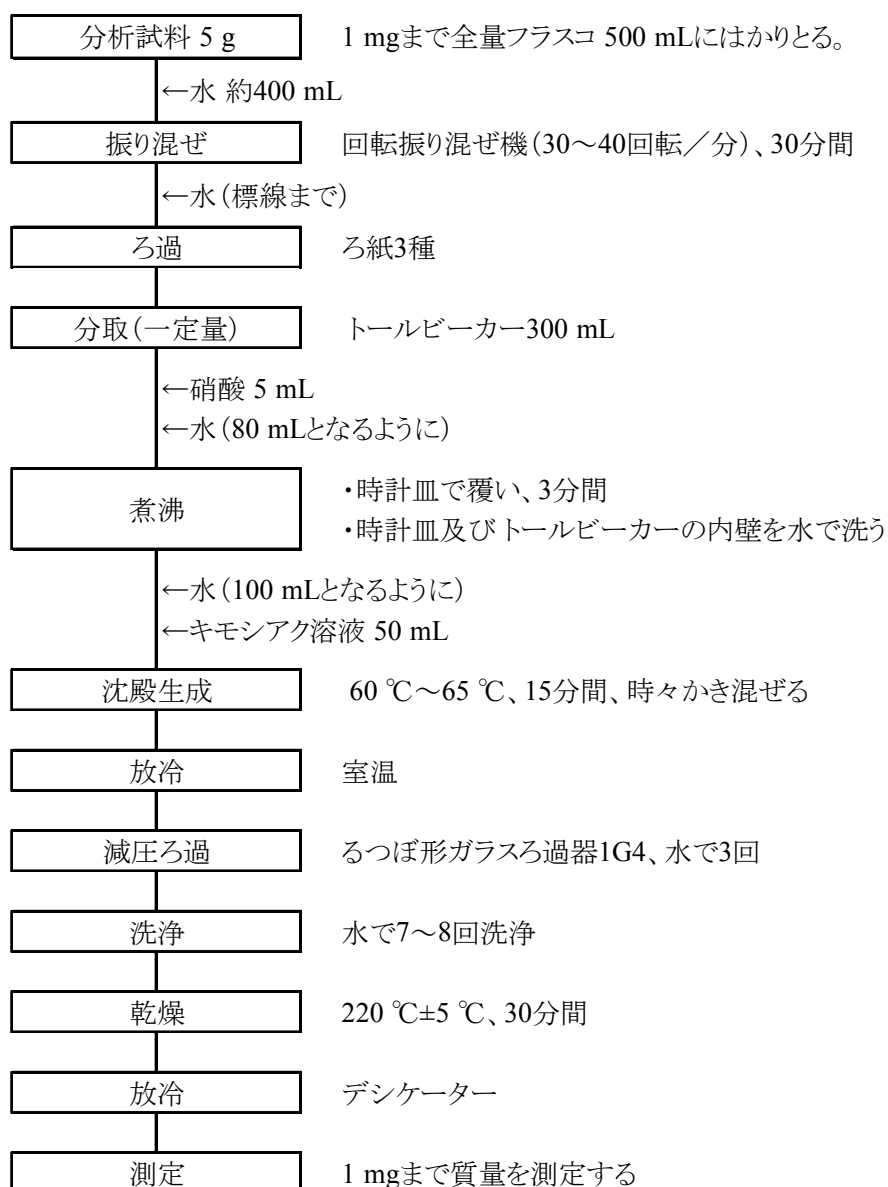 分析試料 5 g　1 mgまで全量フラスコ 500 mLにはかりとる。
←水 約400 mL
振り混ぜ　回転振り混ぜ機（30～40回転／分）、30分間
←水（標線まで）
ろ過　ろ紙3種
分取（一定量）　トールビーカー300 mL
←硝酸 5 mL
←水（80 mLとなるように）
煮沸
・時計皿で覆い、3分間
・時計皿及びトールビーカーの内壁を水で洗う
←水（100 mLとなるように）
←キモシアク溶液 50 mL
沈殿生成　60 ℃～65 ℃、15分間、時々かき混ぜる
放冷　室温
減圧ろ過　るつぼ形ガラスろ過器1G4、水で3回
洗浄　水で7～8回洗浄
乾燥　220 ℃±5 ℃、30分間
放冷　デシケーター
測定　1 mgまで質量を測定する